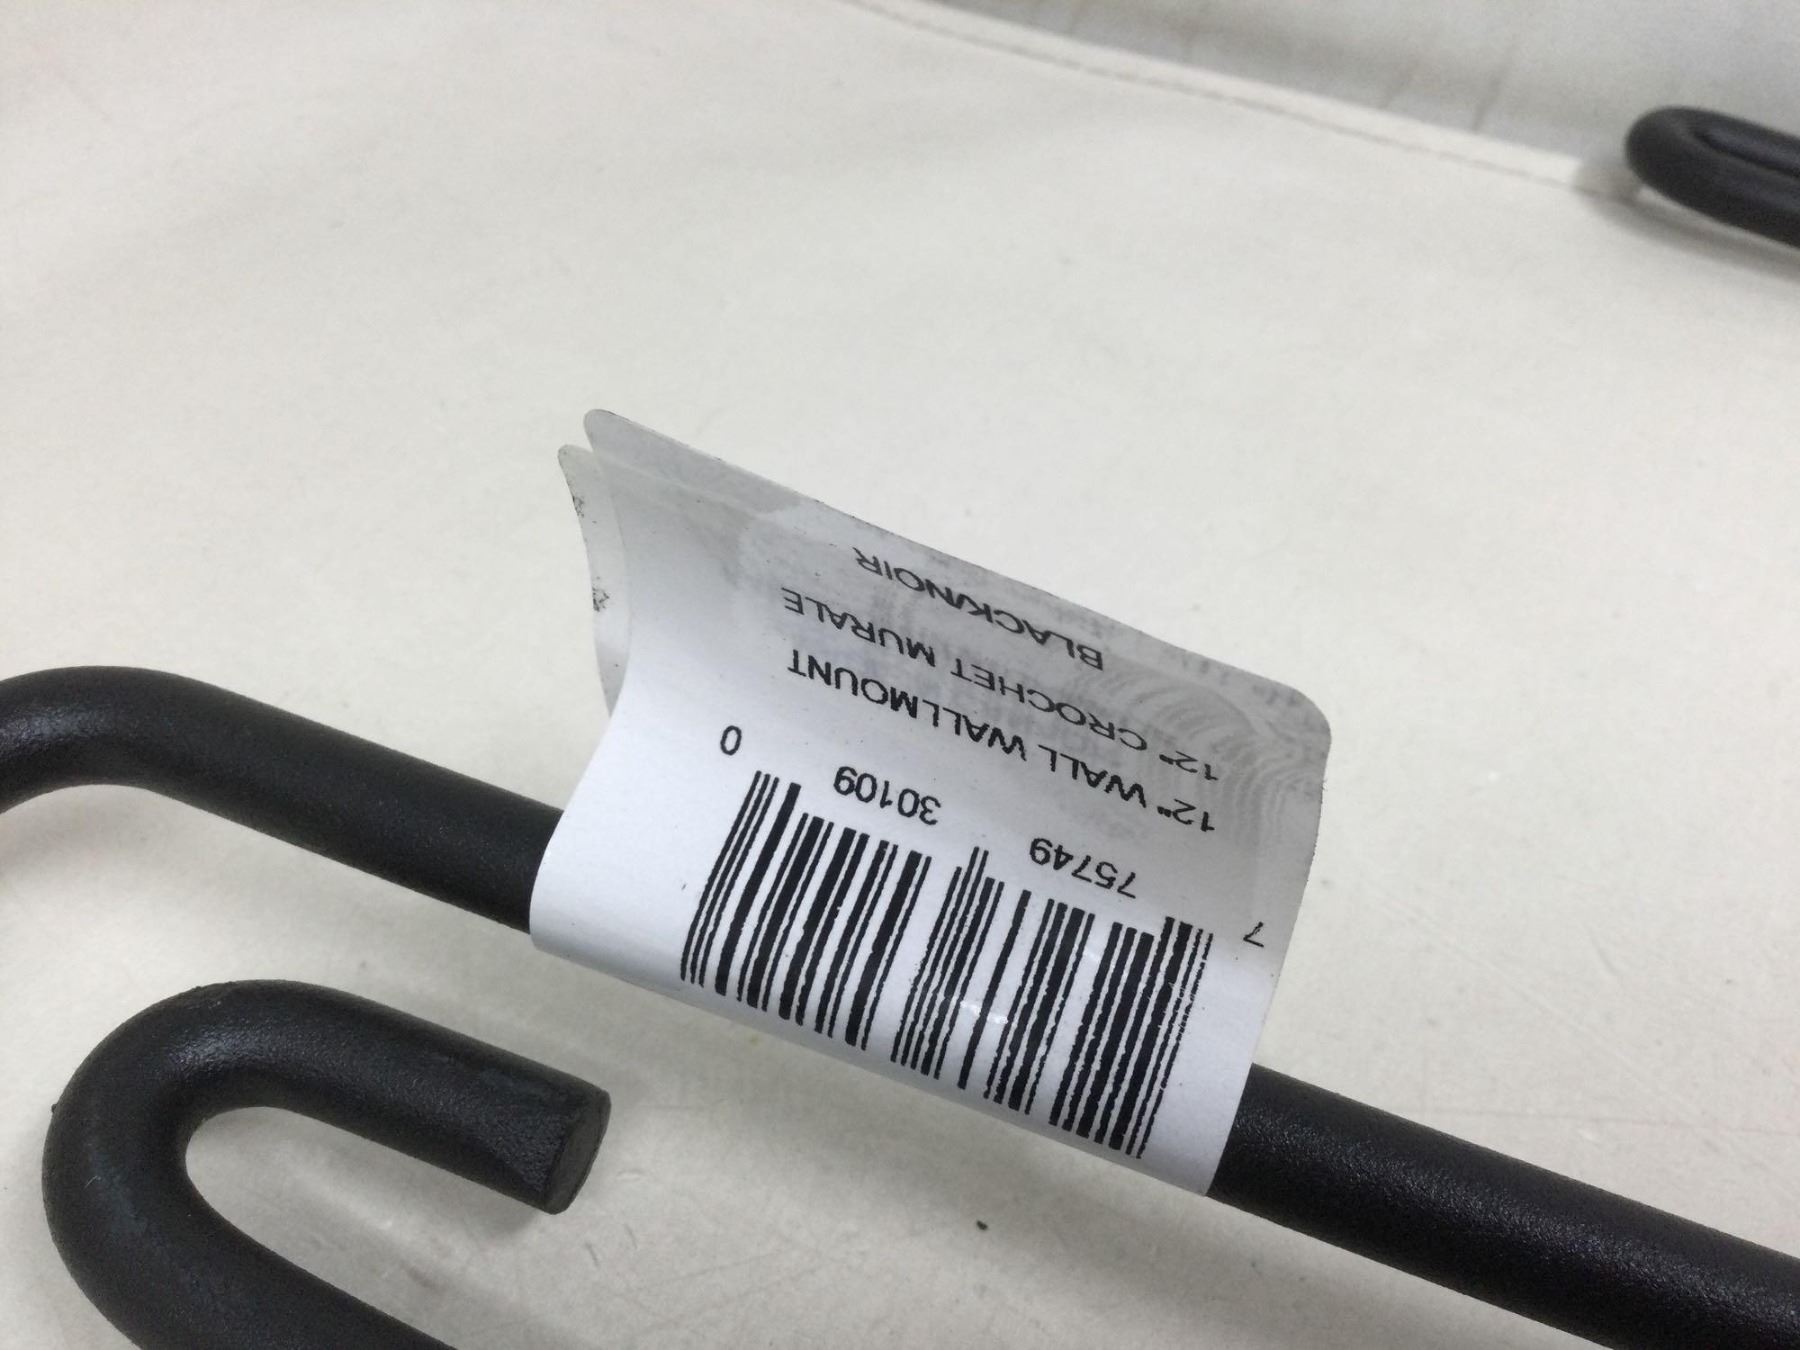 7 75749 30109 0
12" WALL WALLMOUNT
12" CROCHET MURALE
BLACK/NOIR